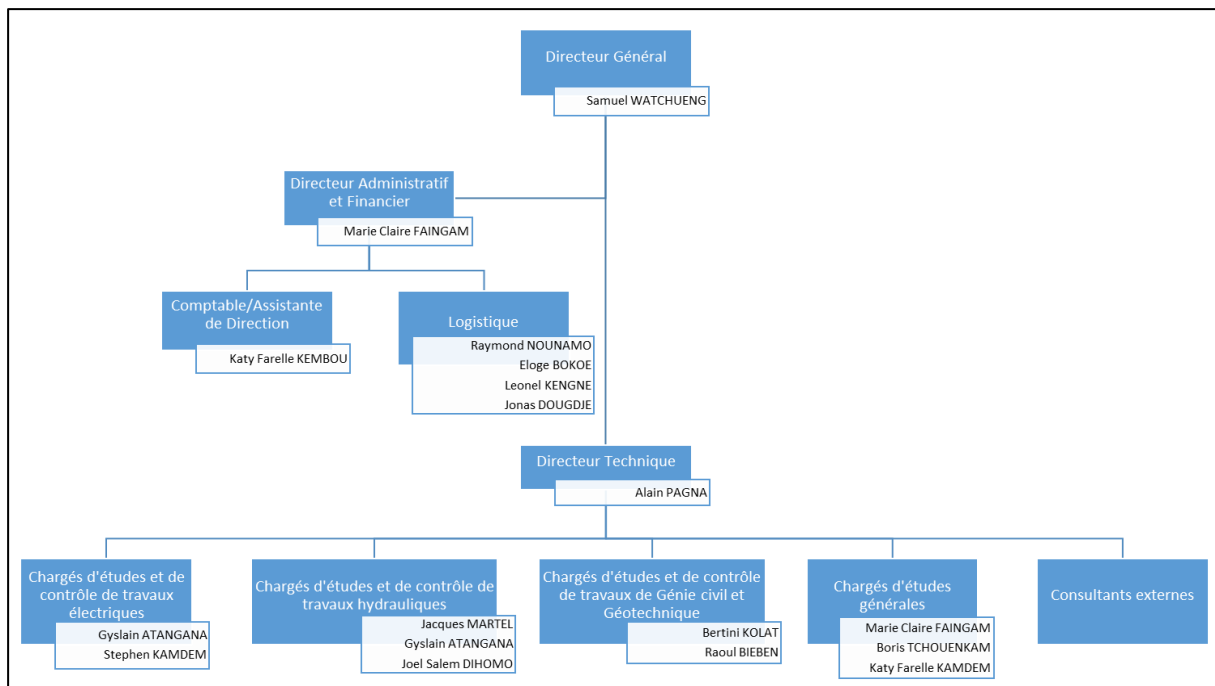 Directeur Général
Samuel WATCHUENG
Directeur Administratif
et Financier
Marie Claire FAINGAM
Comptable/Assistante
de Direction
Katy Farelle KEMBOU
Logistique
Raymond NOUNAMO
Eloge BOKOE
Leonel KENGNE
Jonas DOUGDJE
Directeur Technique
Alain PAGNA
Chargés d'études et de
contrôle de travaux
électriques
Gyslain ATANGANA
Stephen KAMDEM
Chargés d'études et de contrôle de
travaux hydrauliques
Jacques MARTEL
Gyslain ATANGANA
Joel Salem DIHOMO
Chargés d'études et de contrôle
de travaux de Génie civil et
Géotechnique
Bertini KOLAT
Raoul BIEBEN
Chargés d'études
générales
Marie Claire FAINGAM
Boris TCHOUENKAM
Katy Farelle KAMDEM
Consultants externes